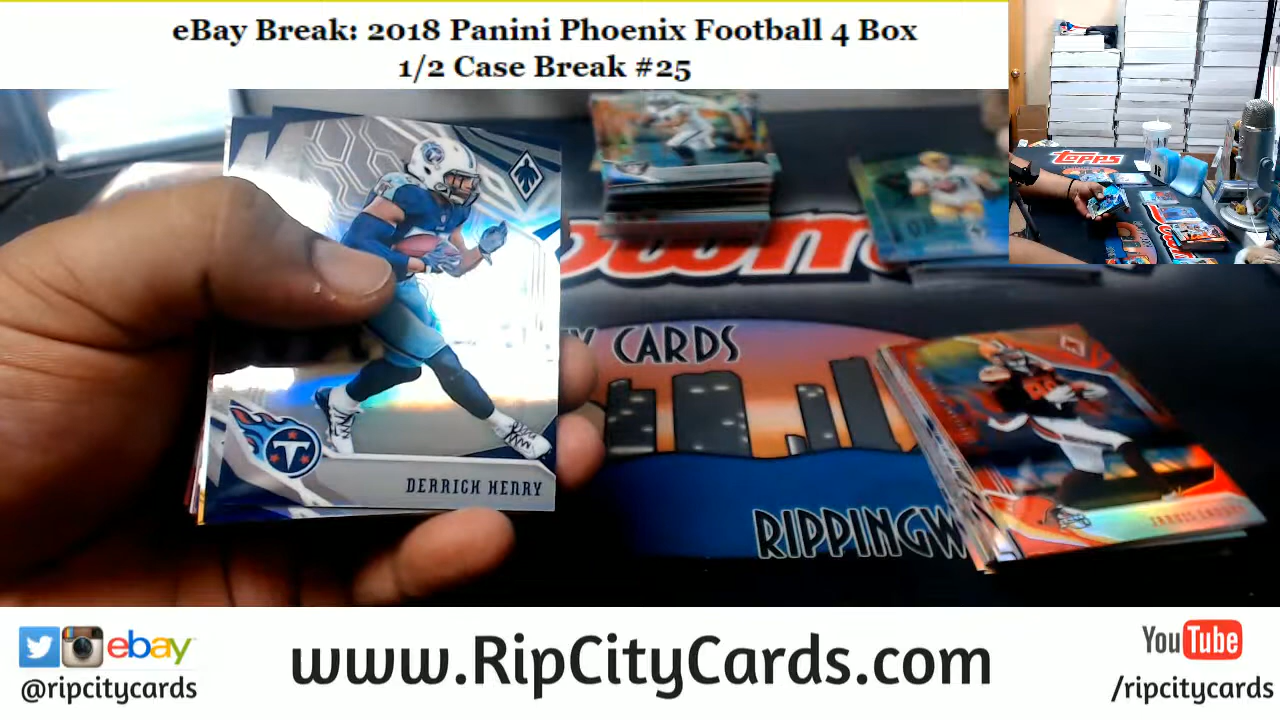 eBay Break: 2018 Panini Phoenix Football 4 Box
1/2 Case Break #25
topps
T
DERRICK HENRY
CARDS
ebay
@ripcitycards
www.RipCityCards.com
YouTube
/ripcitycards